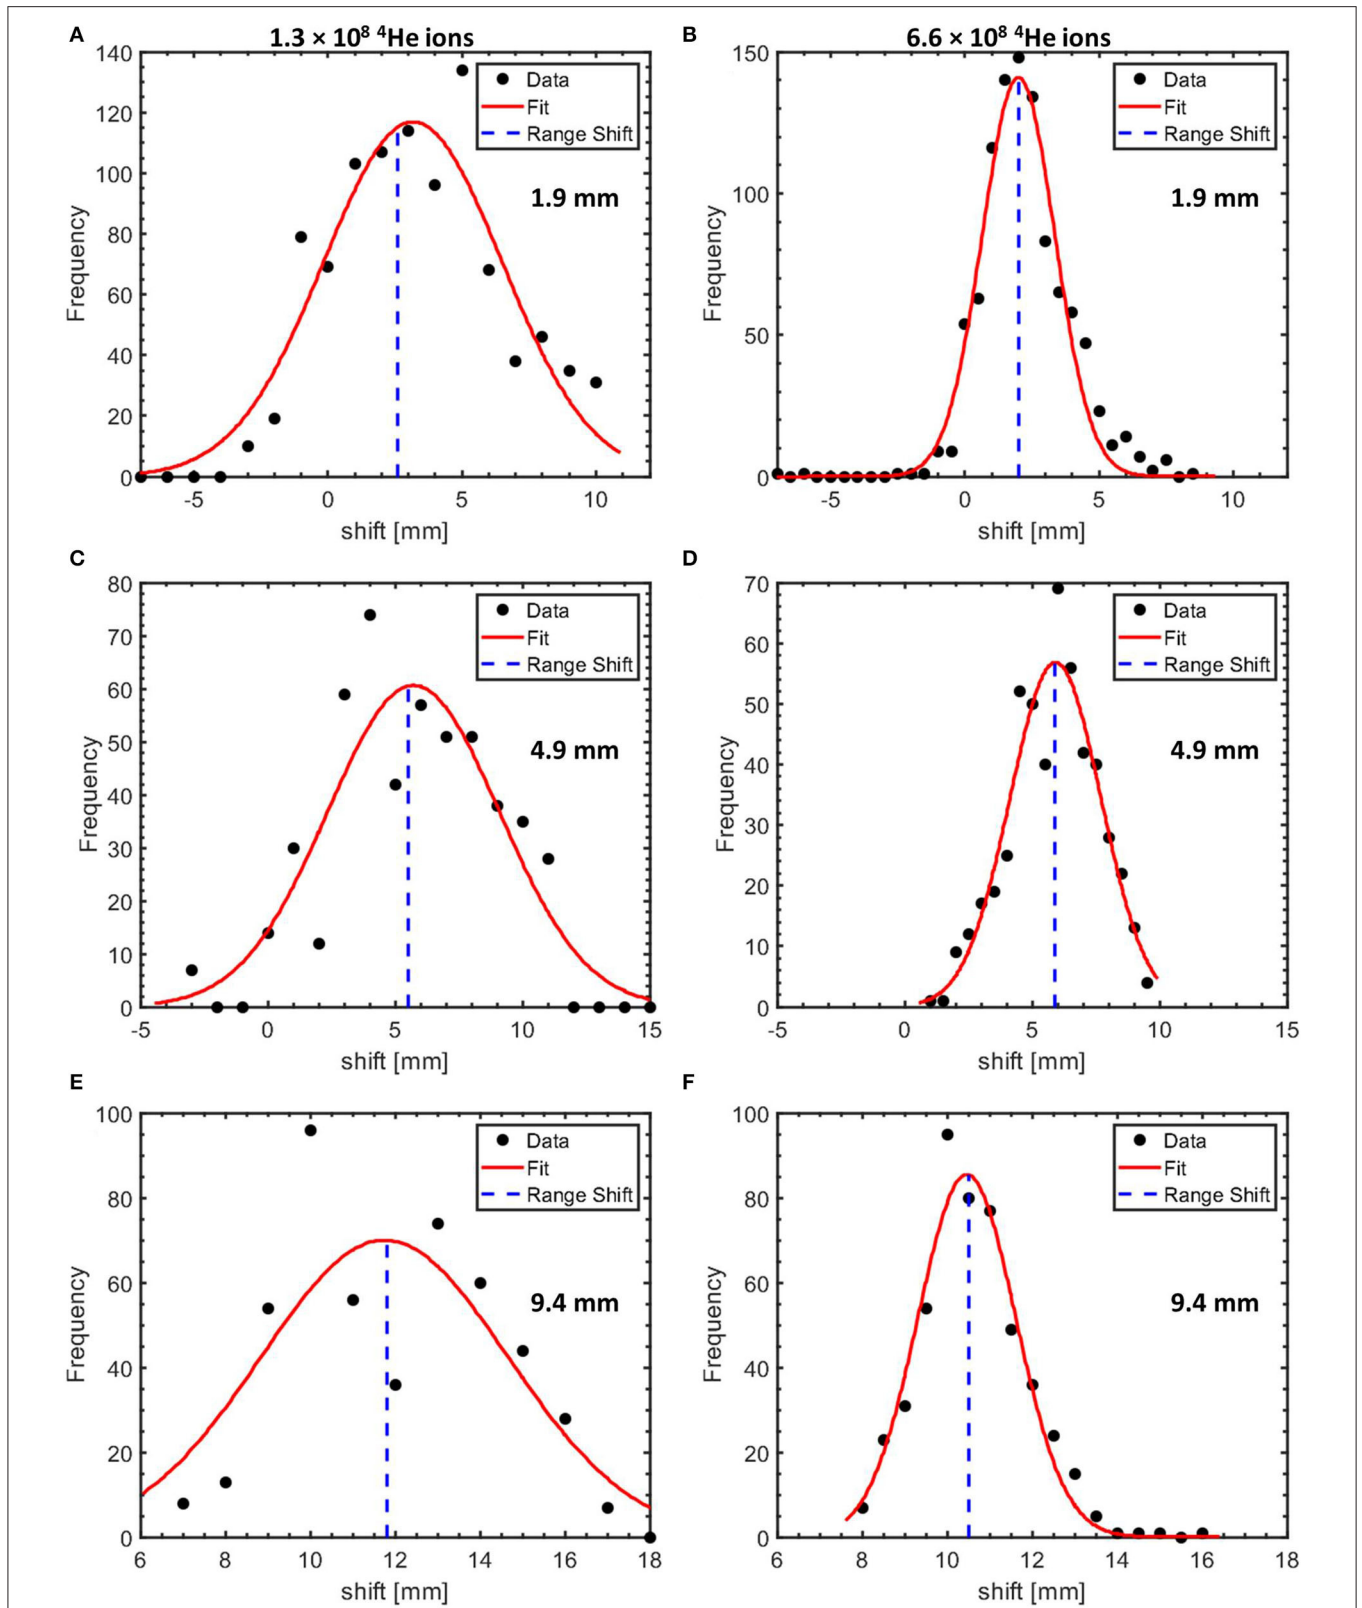 A
1.3 × 10⁸ ⁴He ions
140
120
100
80
60
40
20
0
Frequency
-5 0 5 10
shift [mm]
Data
Fit
Range Shift
1.9 mm
B
6.6 × 10⁸ ⁴He ions
150
100
50
0
Frequency
-5 0 5 10
shift [mm]
Data
Fit
Range Shift
1.9 mm
C
80
70
60
50
40
30
20
10
0
Frequency
-5 0 5 10 15
shift [mm]
Data
Fit
Range Shift
4.9 mm
D
70
60
50
40
30
20
10
0
Frequency
-5 0 5 10 15
shift [mm]
Data
Fit
Range Shift
4.9 mm
E
100
80
60
40
20
0
Frequency
6 8 10 12 14 16 18
shift [mm]
Data
Fit
Range Shift
9.4 mm
F
100
80
60
40
20
0
Frequency
6 8 10 12 14 16 18
shift [mm]
Data
Fit
Range Shift
9.4 mm